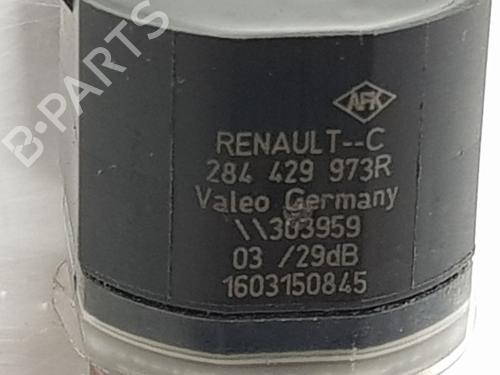 B-PARTS
AFK
RENAULT--C
284 429 973R
Valeo Germany
\\303959
03 /29dB
1603150845